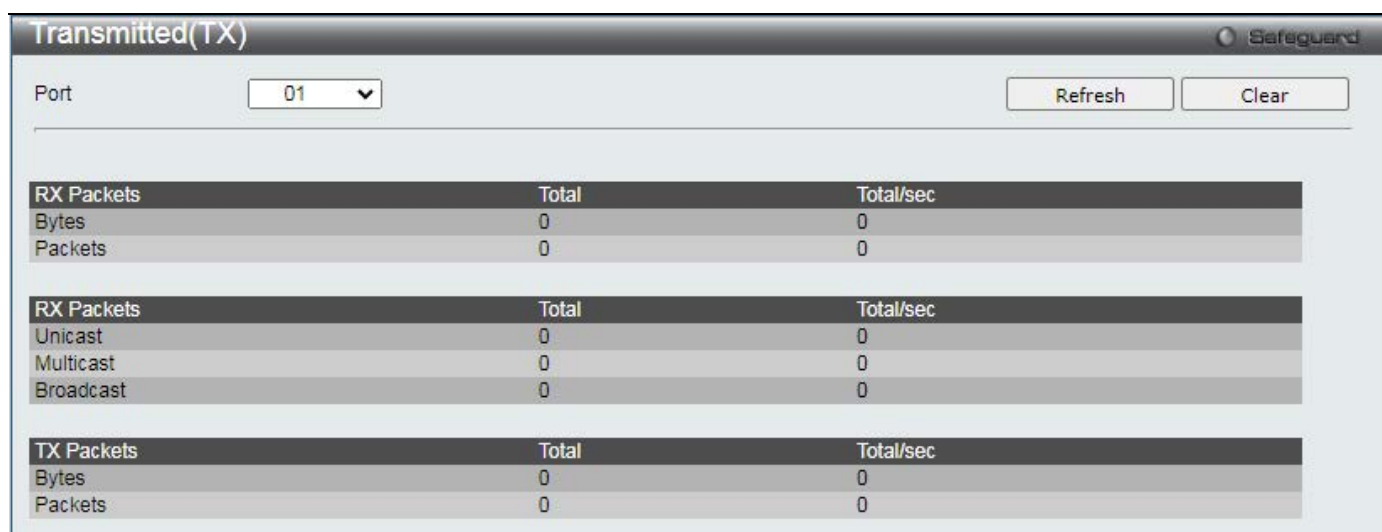 Transmitted(TX)
Safeguard
Port 01 Refresh Clear
RX Packets Total Total/sec
Bytes 0 0
Packets 0 0
RX Packets Total Total/sec
Unicast 0 0
Multicast 0 0
Broadcast 0 0
TX Packets Total Total/sec
Bytes 0 0
Packets 0 0